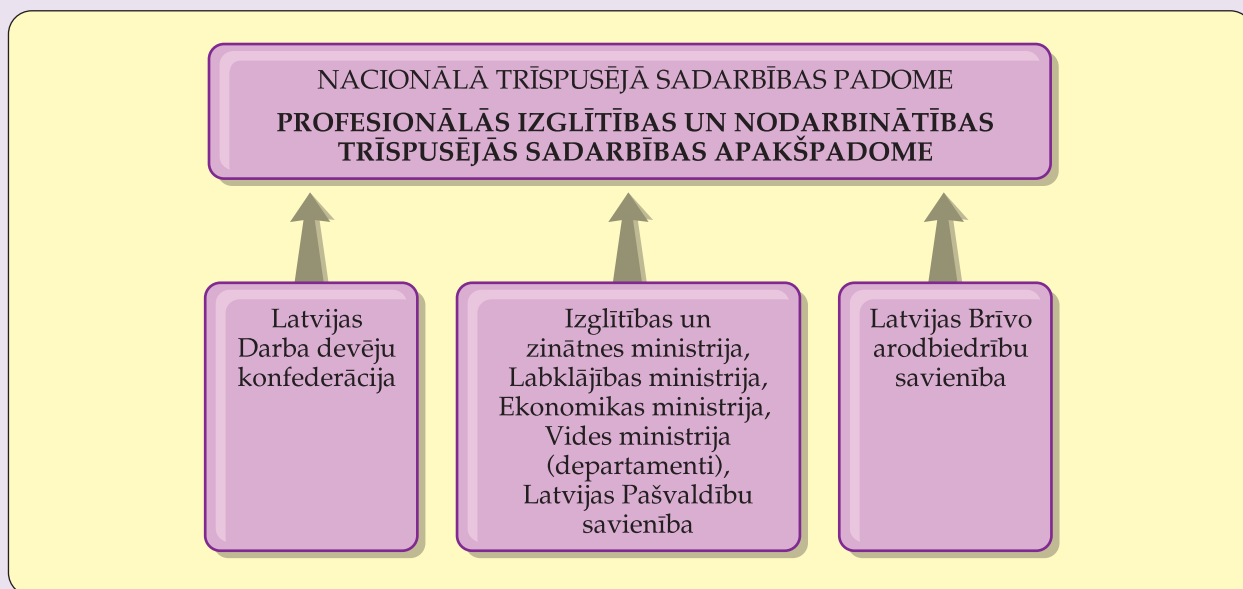 NACIONĀLĀ TRĪSPUSĒJĀ SADARBĪBAS PADOME
PROFESIONĀLĀS IZGLĪTĪBAS UN NODARBINĀTĪBAS
TRĪSPUSĒJĀS SADARBĪBAS APAKŠPADOME
Latvijas
Darba devēju
konfederācija
Izglītības un
zinātnes ministrija,
Labklājības ministrija,
Ekonomikas ministrija,
Vides ministrija
(departamenti),
Latvijas Pašvaldību
savienība
Latvijas Brīvo
arodbiedrību
savienība